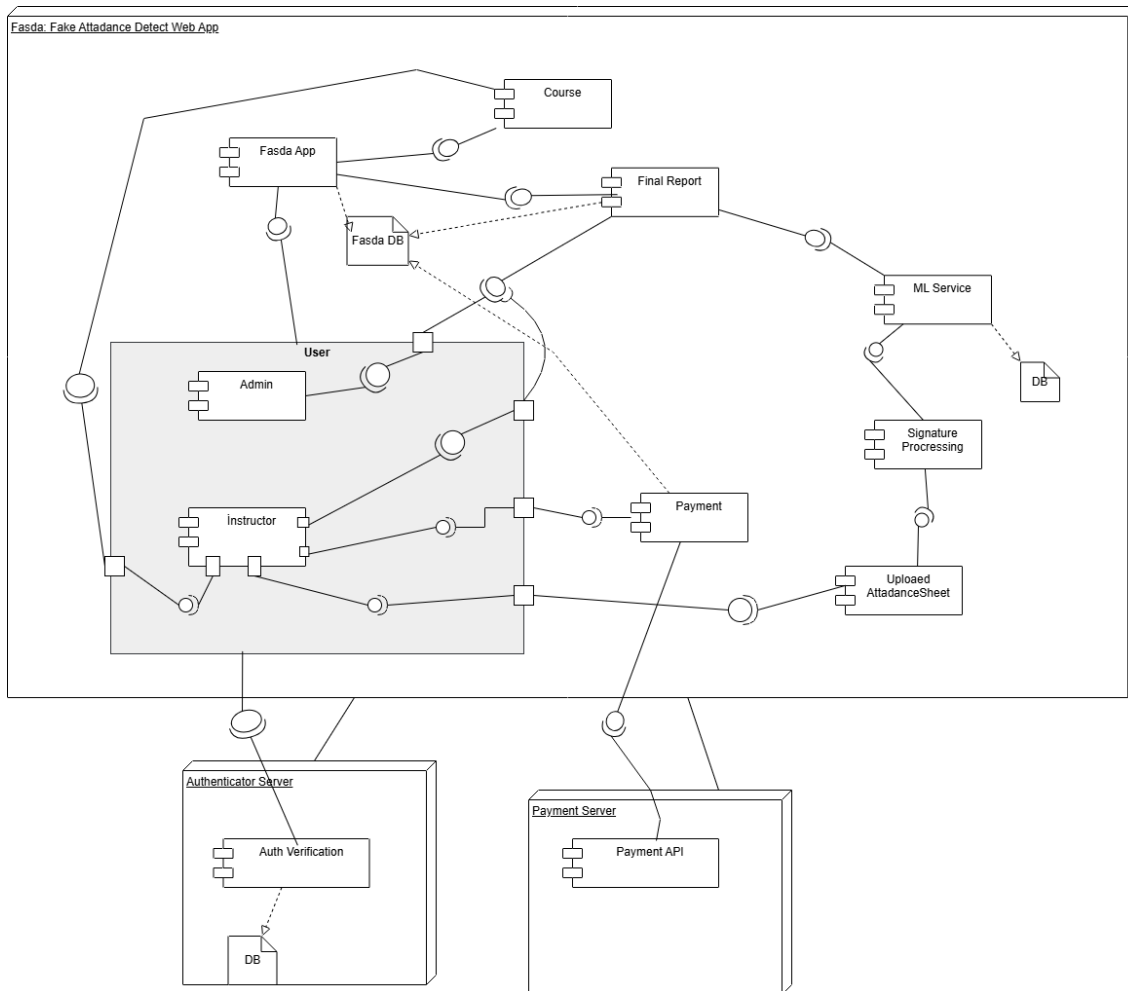 Fasda: Fake Attadance Detect Web App
Course
Fasda App
Final Report
Fasda DB
ML Service
User
DB
Admin
Signature
Procressing
Payment
İnstructor
Uploaed
AttadanceSheet
Authenticator Server
Payment Server
Auth Verification
Payment API
DB